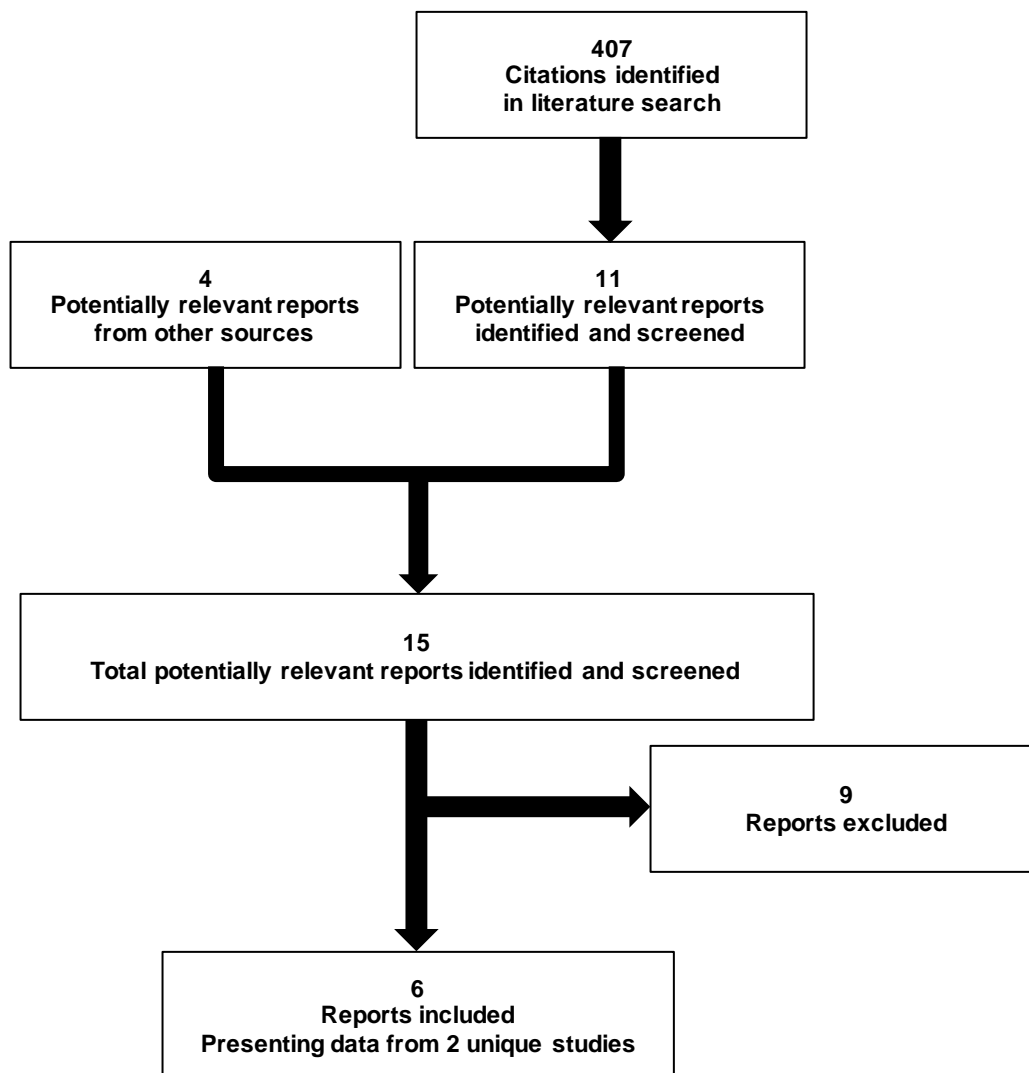 407
Citations identified
in literature search
4
Potentially relevant reports
from other sources
11
Potentially relevant reports
identified and screened
15
Total potentially relevant reports identified and screened
9
Reports excluded
6
Reports included
Presenting data from 2 unique studies